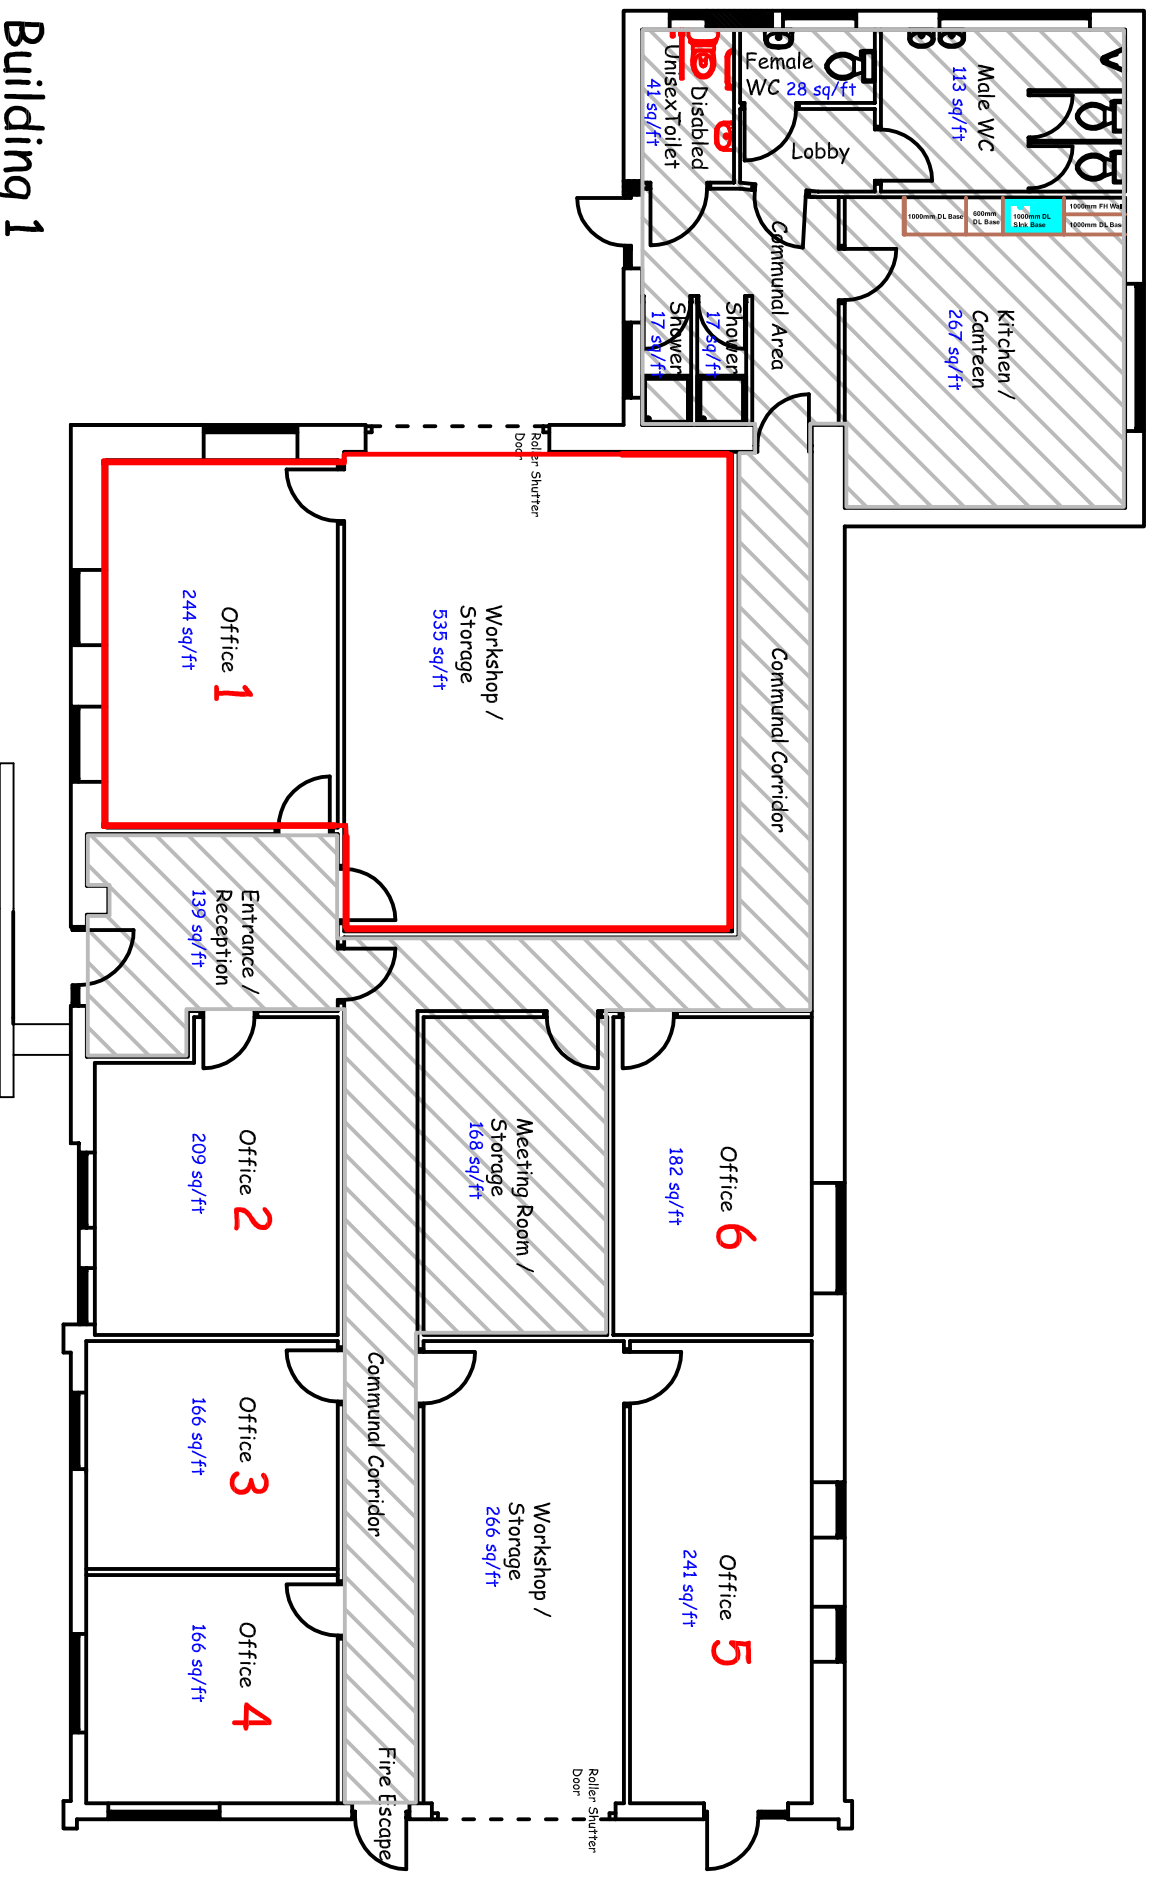 Building 1
Female
WC 28 sq/ft
Lobby
Male WC
113 sq/ft
Disabled
UnisexToilet
41 sq/ft
1000mm DL Base
600mm
DL Base
1000mm DL
Sink Base
1000mm FH Wall
1000mm DL Base
Communal Area
Kitchen /
Canteen
267 sq/ft
Shower
17 sq/ft
Shower
17 sq/ft
Roller Shutter
Door
Office 1
244 sq/ft
Workshop /
Storage
535 sq/ft
Communal Corridor
Entrance /
Reception
139 sq/ft
Office 2
209 sq/ft
Meeting Room /
Storage
168 sq/ft
Office 6
182 sq/ft
Office 3
166 sq/ft
Communal Corridor
Workshop /
Storage
266 sq/ft
Office 5
241 sq/ft
Office 4
166 sq/ft
Fire Escape
Roller Shutter
Door